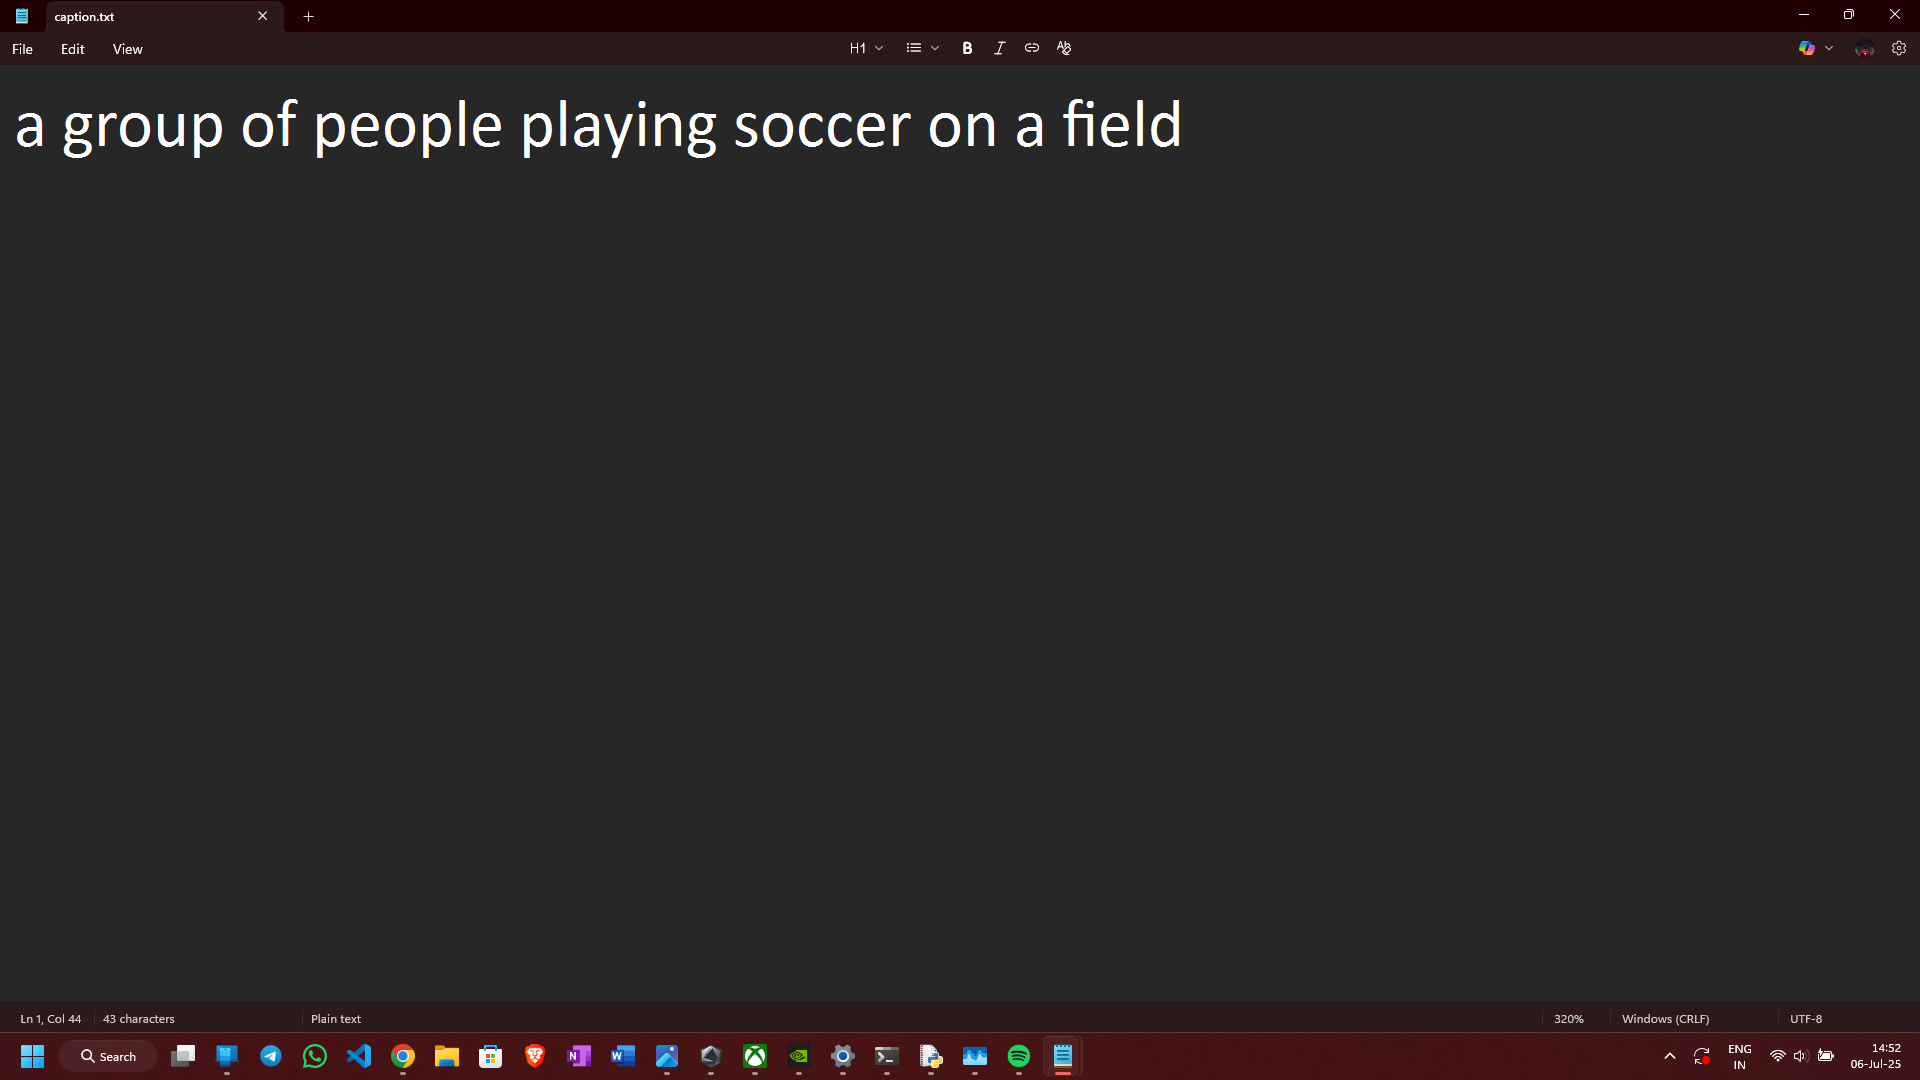 caption.txt
File Edit View H1 B I
a group of people playing soccer on a field
Ln 1, Col 44 43 characters Plain text 320% Windows (CRLF) UTF-8
Search ENG 14:52
IN 06-Jul-25